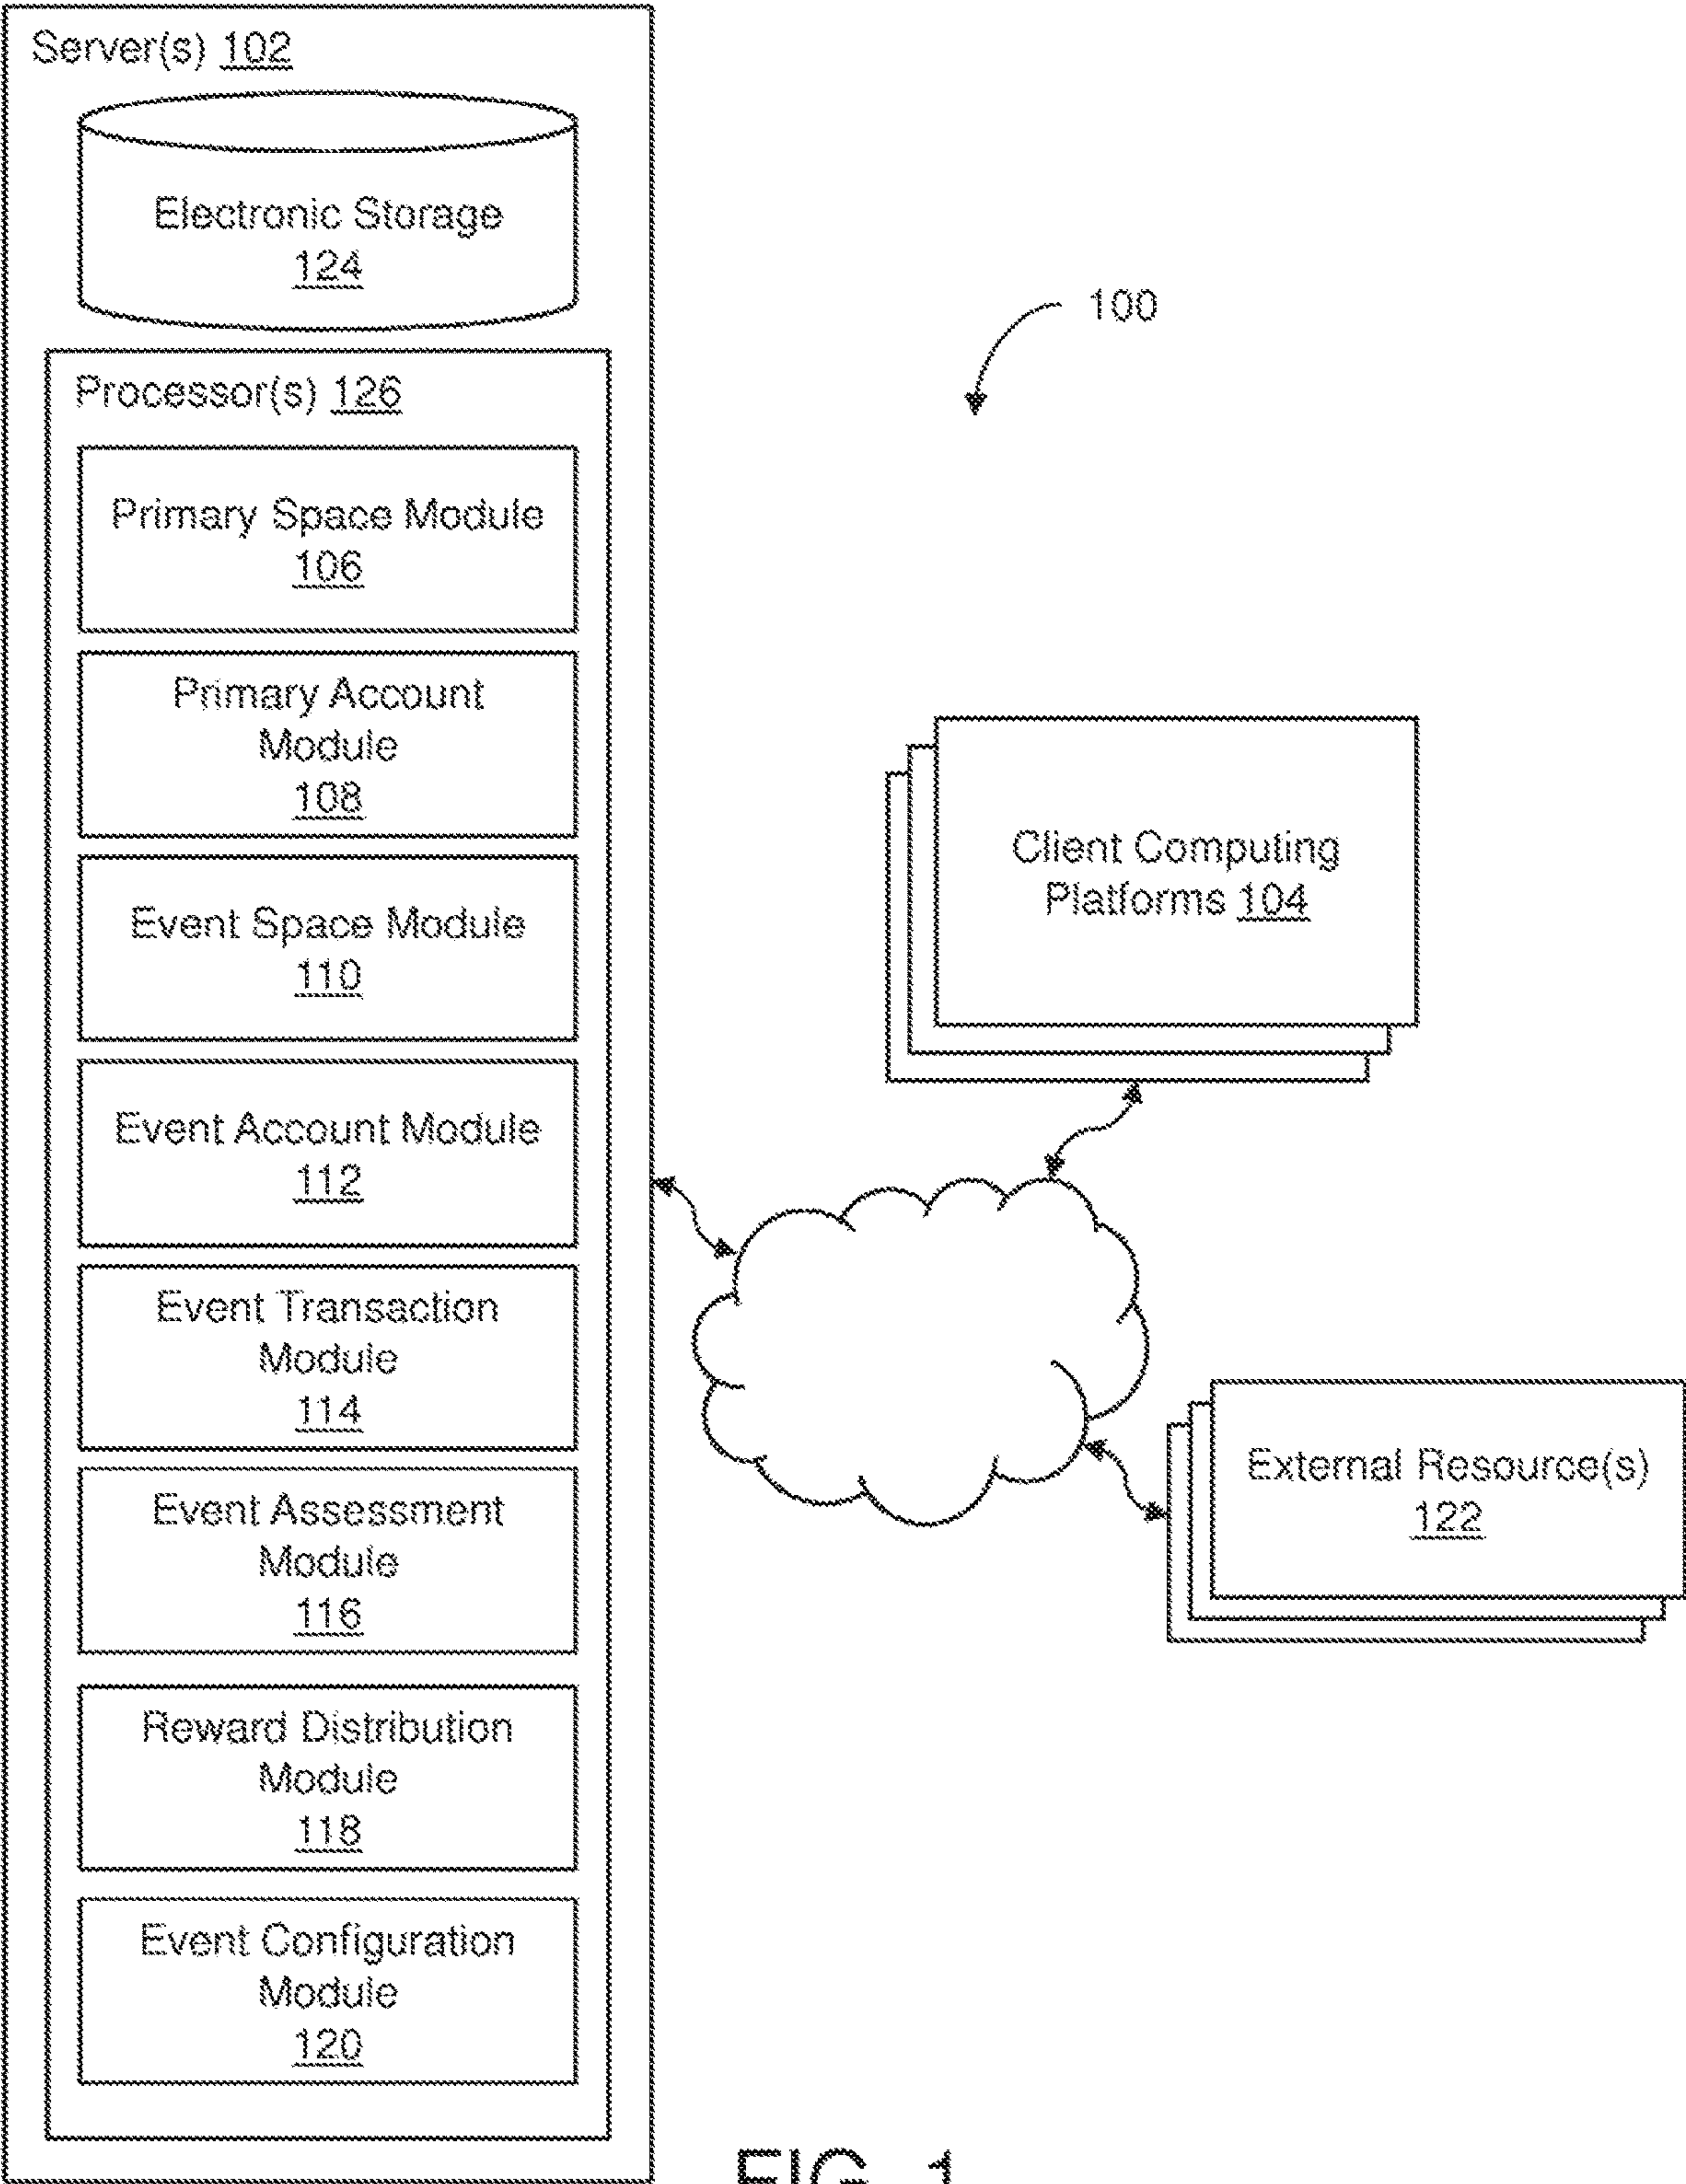 Server(s) 102
Electronic Storage
124
100
Processor(s) 126
Primary Space Module
106
Primary Account
Module
108
Event Space Module
110
Event Account Module
112
Event Transaction
Module
114
Event Assessment
Module
116
Reward Distribution
Module
118
Event Configuration
Module
120
Client Computing
Platforms 104
External Resource(s)
122
FIG. 1